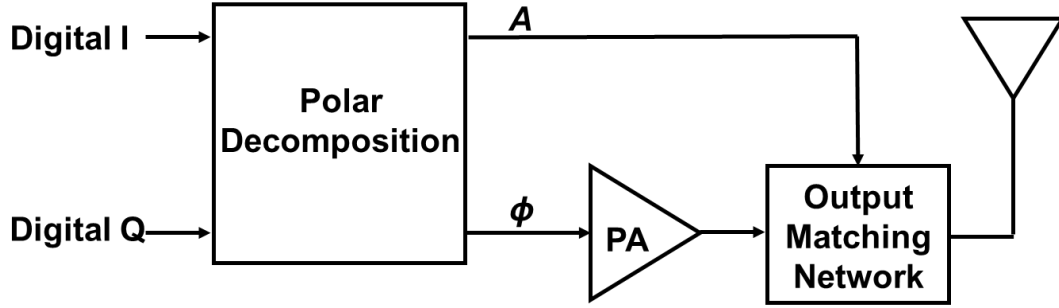 Digital I
A
Polar
Decomposition
Digital Q
ϕ
PA
Output
Matching
Network